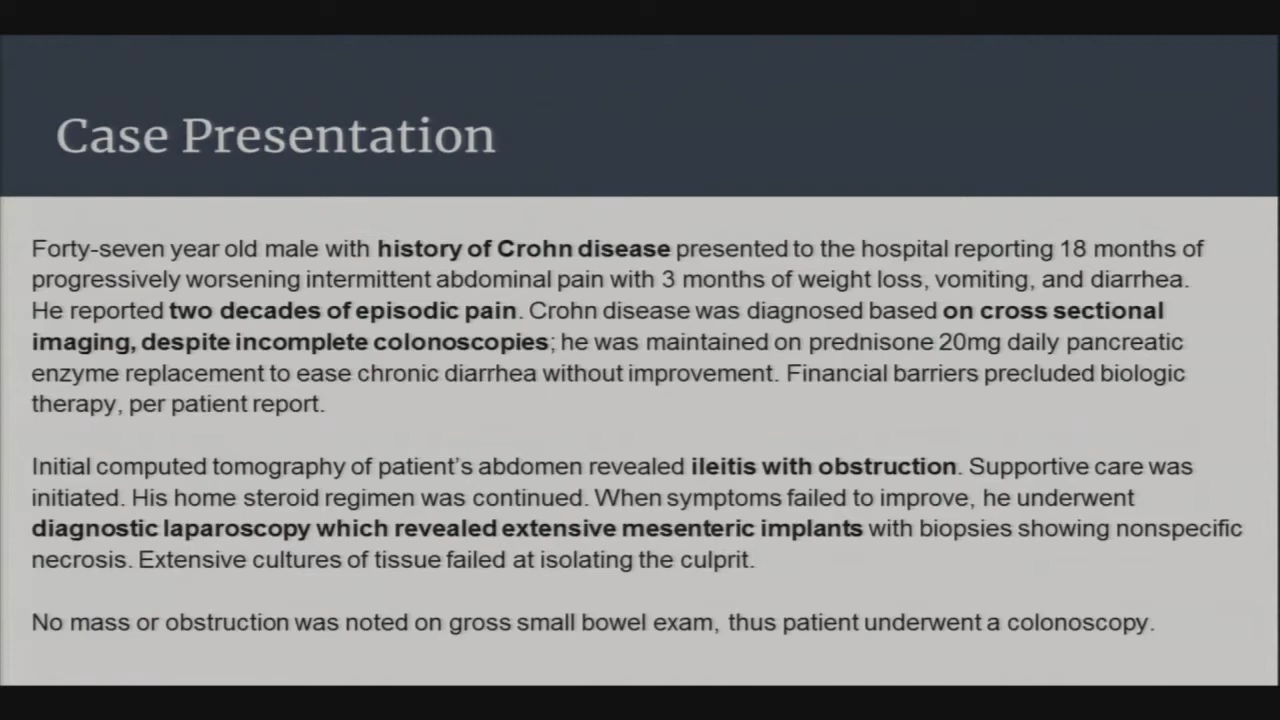 Case Presentation
Forty-seven year old male with history of Crohn disease presented to the hospital reporting 18 months of
progressively worsening intermittent abdominal pain with 3 months of weight loss, vomiting, and diarrhea.
He reported two decades of episodic pain. Crohn disease was diagnosed based on cross sectional
imaging, despite incomplete colonoscopies; he was maintained on prednisone 20mg daily pancreatic
enzyme replacement to ease chronic diarrhea without improvement. Financial barriers precluded biologic
therapy, per patient report.
Initial computed tomography of patient's abdomen revealed ileitis with obstruction. Supportive care was
initiated. His home steroid regimen was continued. When symptoms failed to improve, he underwent
diagnostic laparoscopy which revealed extensive mesenteric implants with biopsies showing nonspecific
necrosis. Extensive cultures of tissue failed at isolating the culprit.
No mass or obstruction was noted on gross small bowel exam, thus patient underwent a colonoscopy.